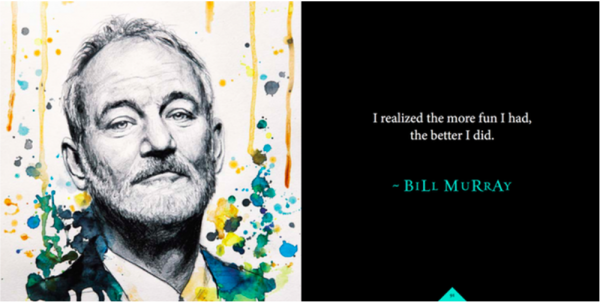 I realized the more fun I had,
the better I did.
~ BiLL MuRRAY